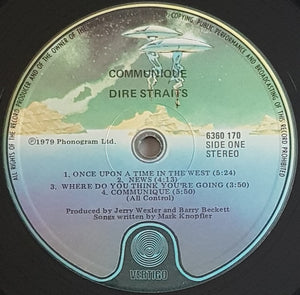 ALL RIGHTS OF THE RECORD PRODUCER AND OF THE OWNER OF THE
COPYING, PUBLIC PERFORMANCE AND BROADCASTING OF THIS RECORD
COMMUNIQUE
DIRE STRAITS
℗1979 Phonogram Ltd.
6360 170
SIDE ONE
STEREO
1. ONCE UPON A TIME IN THE WEST (5:24)
2. NEWS (4:13)
3. WHERE DO YOU THINK YOU'RE GOING (3:50)
4. COMMUNIQUE (5:50)
(All Control)
Produced by Jerry Wexler and Barry Beckett
Songs written by Mark Knopfler
VERTIGO